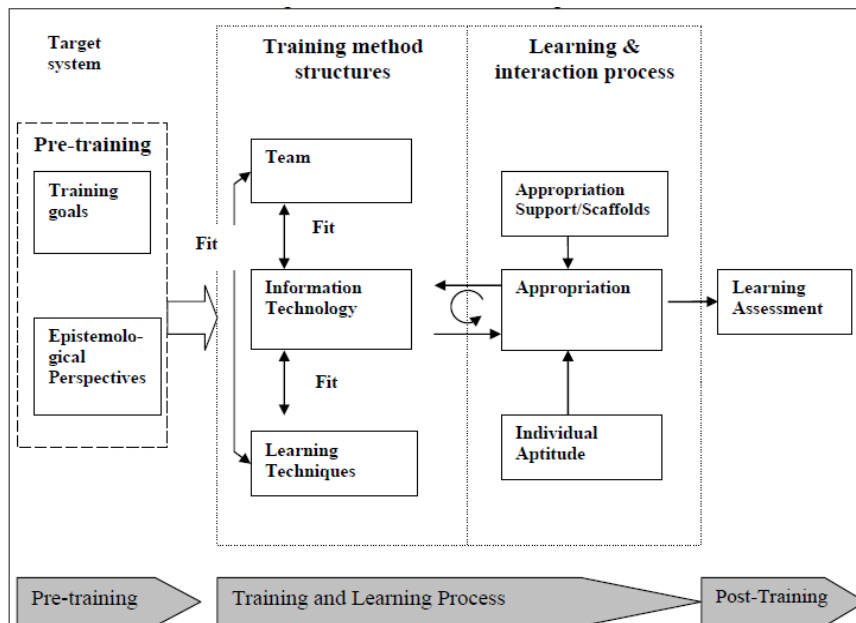 Target
system
Training method
structures
Learning &
interaction process
Pre-training
Training
goals
Epistemolo-
gical
Perspectives
Fit
Team
Fit
Information
Technology
Fit
Learning
Techniques
Appropriation
Support/Scaffolds
Appropriation
Individual
Aptitude
Learning
Assessment
Pre-training
Training and Learning Process
Post-Training